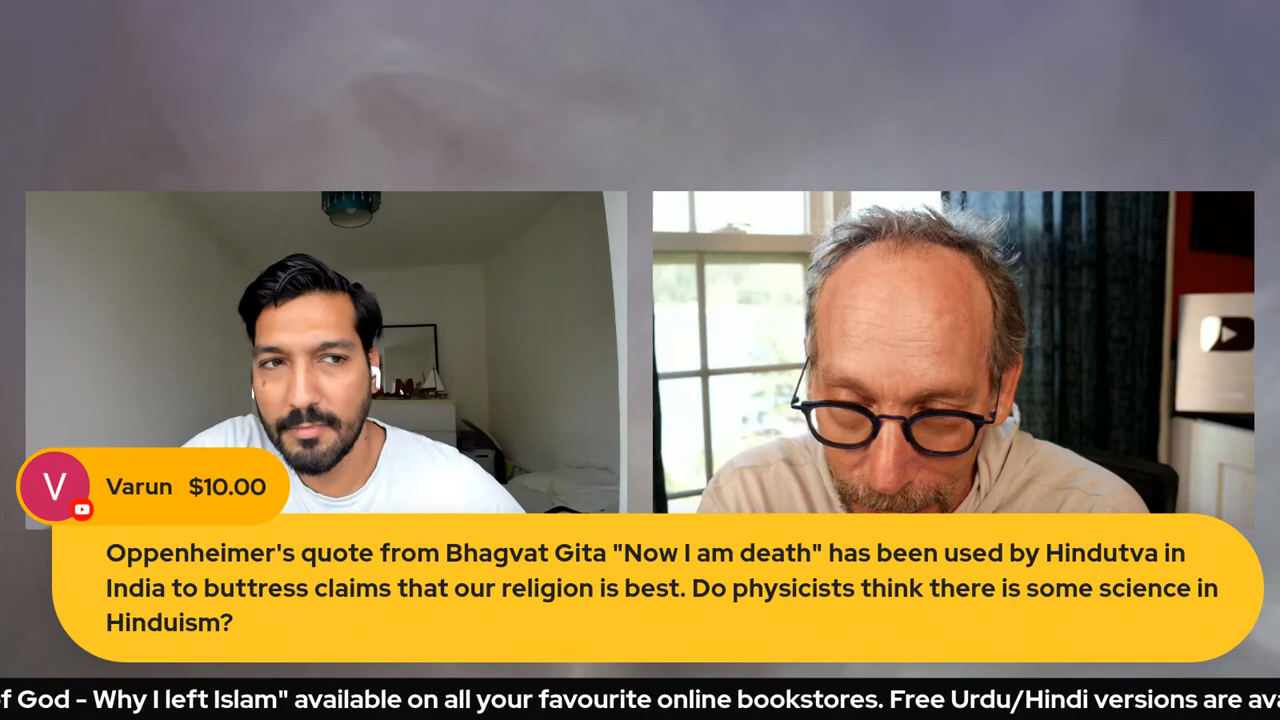 V
Varun $10.00
Oppenheimer's quote from Bhagvat Gita "Now I am death" has been used by Hindutva in
India to buttress claims that our religion is best. Do physicists think there is some science in
Hinduism?
f God - Why I left Islam" available on all your favourite online bookstores. Free Urdu/Hindi versions are ava